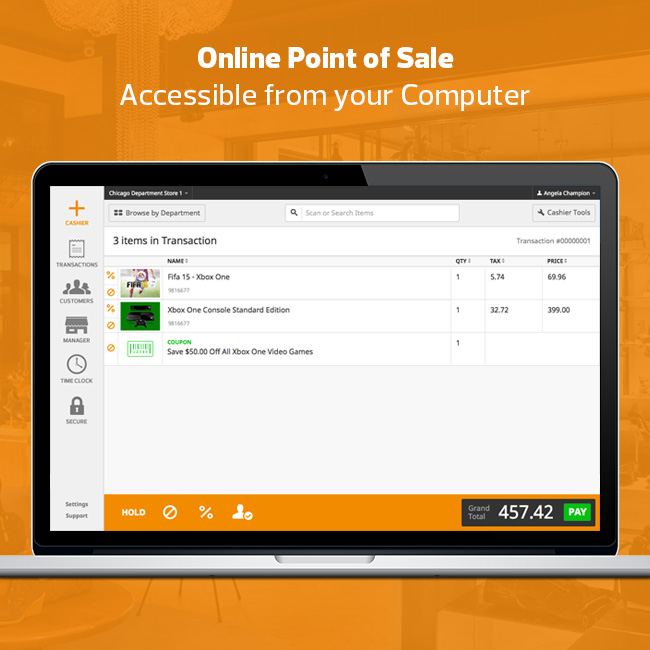 Online Point of Sale
Accessible from your Computer
Chicago Department Store 1
Angela Champion
CASHIER
Browse by Department
Scan or Search Items
Cashier Tools
3 items in Transaction
Transaction #00000001
TRANSACTIONS
NAME QTY TAX PRICE
Fifa 15 - Xbox One 1 5.74 69.96
FIFA
9816677
CUSTOMERS
Xbox One Console Standard Edition 1 32.72 399.00
9816677
MANAGER
COUPON
Save $50.00 Off All Xbox One Video Games 1
TIME CLOCK
SECURE
Settings
Support
HOLD
Grand Total 457.42 PAY